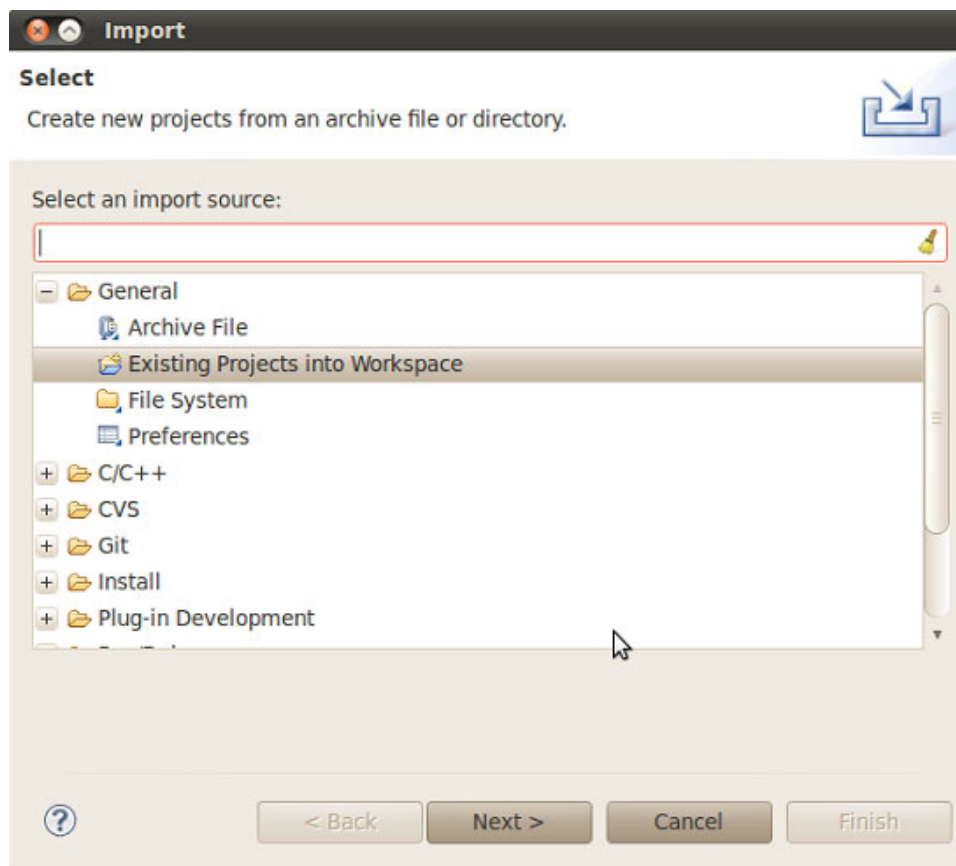 Import
Select
Create new projects from an archive file or directory.
Select an import source:
General
Archive File
Existing Projects into Workspace
File System
Preferences
C/C++
CVS
Git
Install
Plug-in Development
< Back
Next >
Cancel
Finish